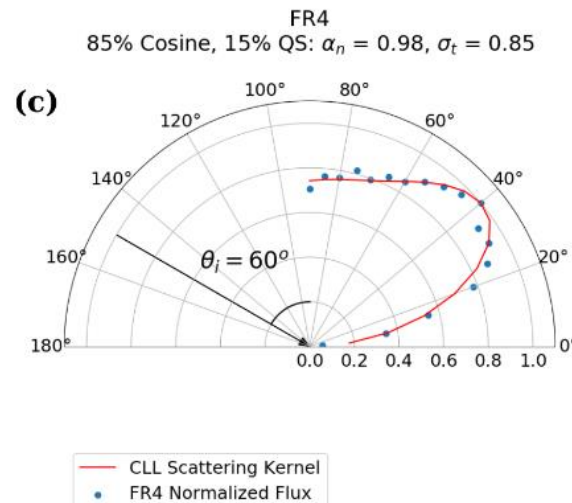 FR4
85% Cosine, 15% QS: αₙ = 0.98, σₜ = 0.85
(c)
100° 80°
120° 60°
140° 40°
160° 20°
180° 0°
θᵢ = 60°
0.0 0.2 0.4 0.6 0.8 1.0
CLL Scattering Kernel
FR4 Normalized Flux